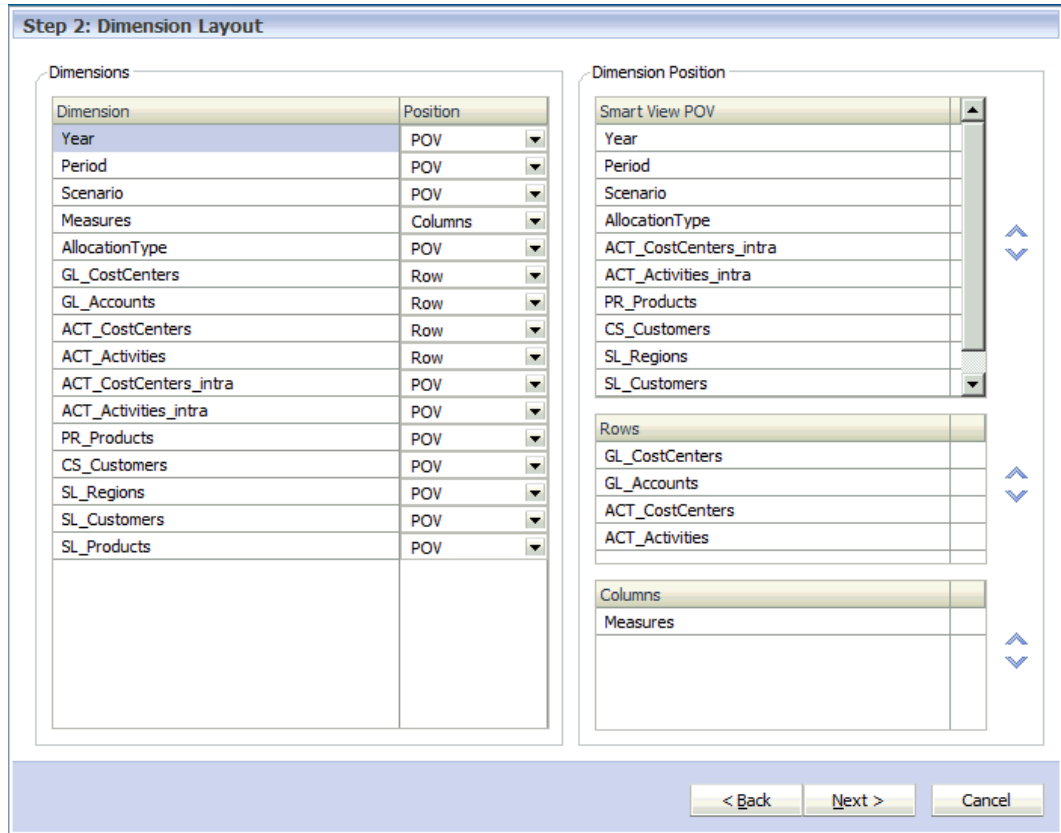 Step 2: Dimension Layout
Dimensions
Dimension Position
Dimension Position
Year POV
Period POV
Scenario POV
Measures Columns
AllocationType POV
GL_CostCenters Row
GL_Accounts Row
ACT_CostCenters Row
ACT_Activities Row
ACT_CostCenters_intra POV
ACT_Activities_intra POV
PR_Products POV
CS_Customers POV
SL_Regions POV
SL_Customers POV
SL_Products POV
Smart View POV
Year
Period
Scenario
AllocationType
ACT_CostCenters_intra
ACT_Activities_intra
PR_Products
CS_Customers
SL_Regions
SL_Customers
Rows
GL_CostCenters
GL_Accounts
ACT_CostCenters
ACT_Activities
Columns
Measures
< Back Next > Cancel